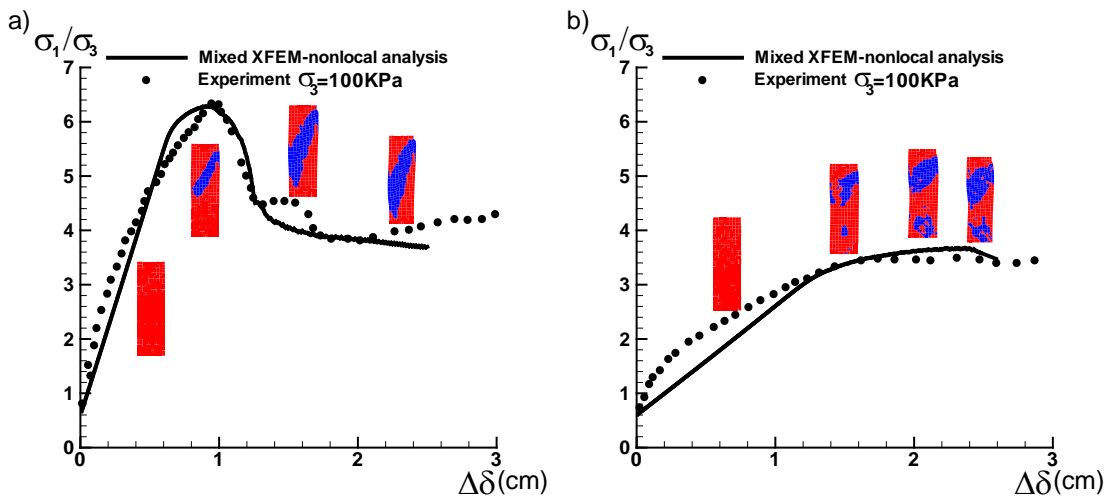 a)
σ1/σ3
Mixed XFEM-nonlocal analysis
Experiment σ3=100KPa
7
6
5
4
3
2
1
0
0 1 2 3
Δδ(cm)
b)
σ1/σ3
Mixed XFEM-nonlocal analysis
Experiment σ3=100KPa
7
6
5
4
3
2
1
0
0 1 2 3
Δδ(cm)